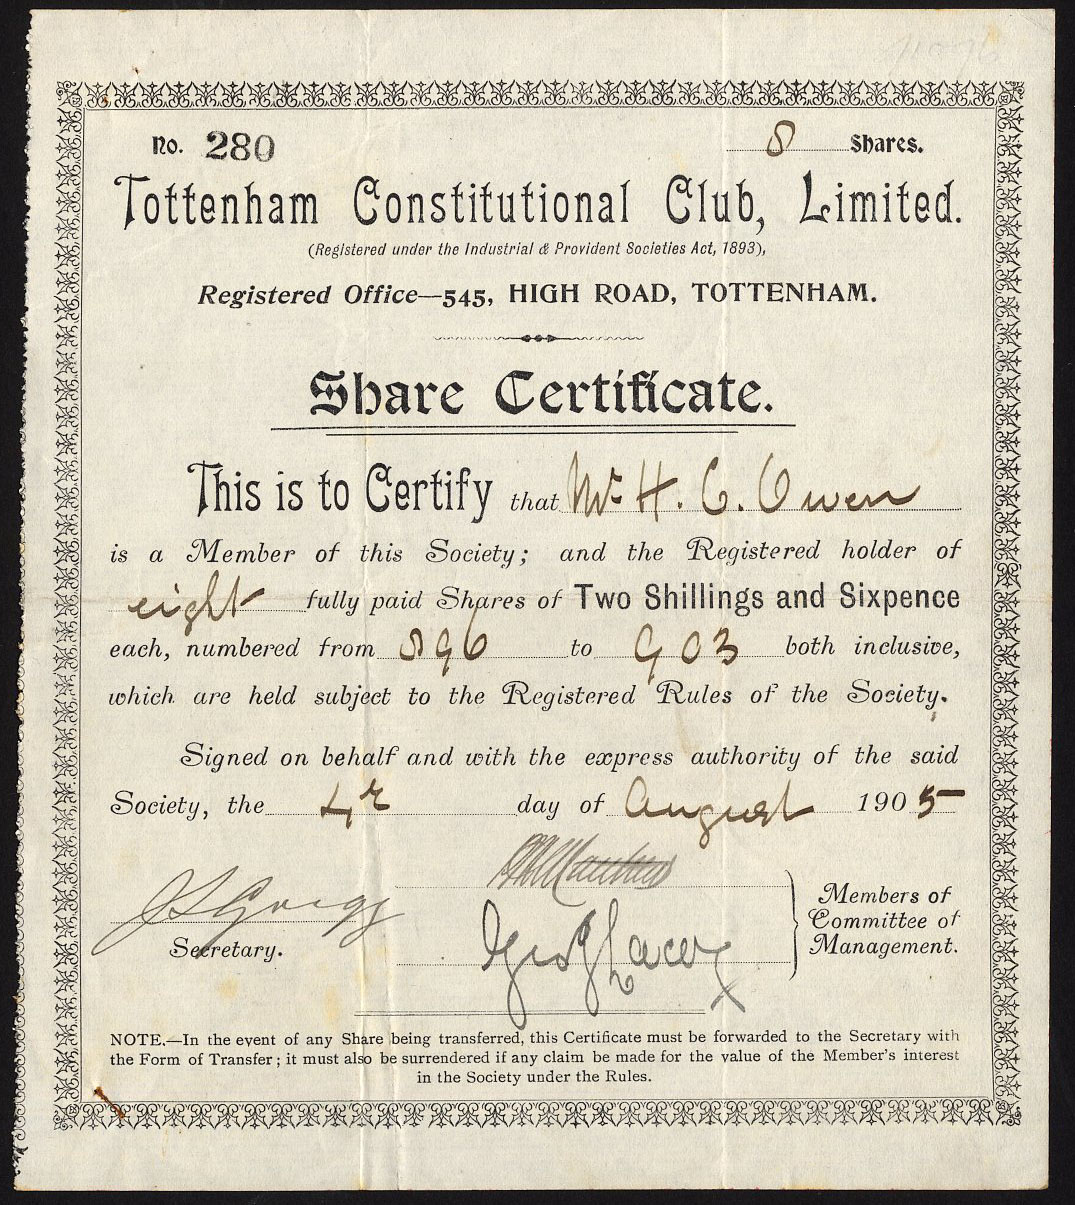 No. 280
8 Shares.
Tottenham Constitutional Club, Limited.
(Registered under the Industrial & Provident Societies Act, 1893),
Registered Office—545, HIGH ROAD, TOTTENHAM.
Share Certificate.
This is to Certify that Mr. H. C. Owen
is a Member of this Society; and the Registered holder of
eight fully paid Shares of Two Shillings and Sixpence
each, numbered from 896 to 903 both inclusive,
which are held subject to the Registered Rules of the Society.
Signed on behalf and with the express authority of the said
Society, the 4th day of August 1905
Secretary.
Geo. Lacey
Members of
Committee of
Management.
NOTE.—In the event of any Share being transferred, this Certificate must be forwarded to the Secretary with
the Form of Transfer; it must also be surrendered if any claim be made for the value of the Member's interest
in the Society under the Rules.